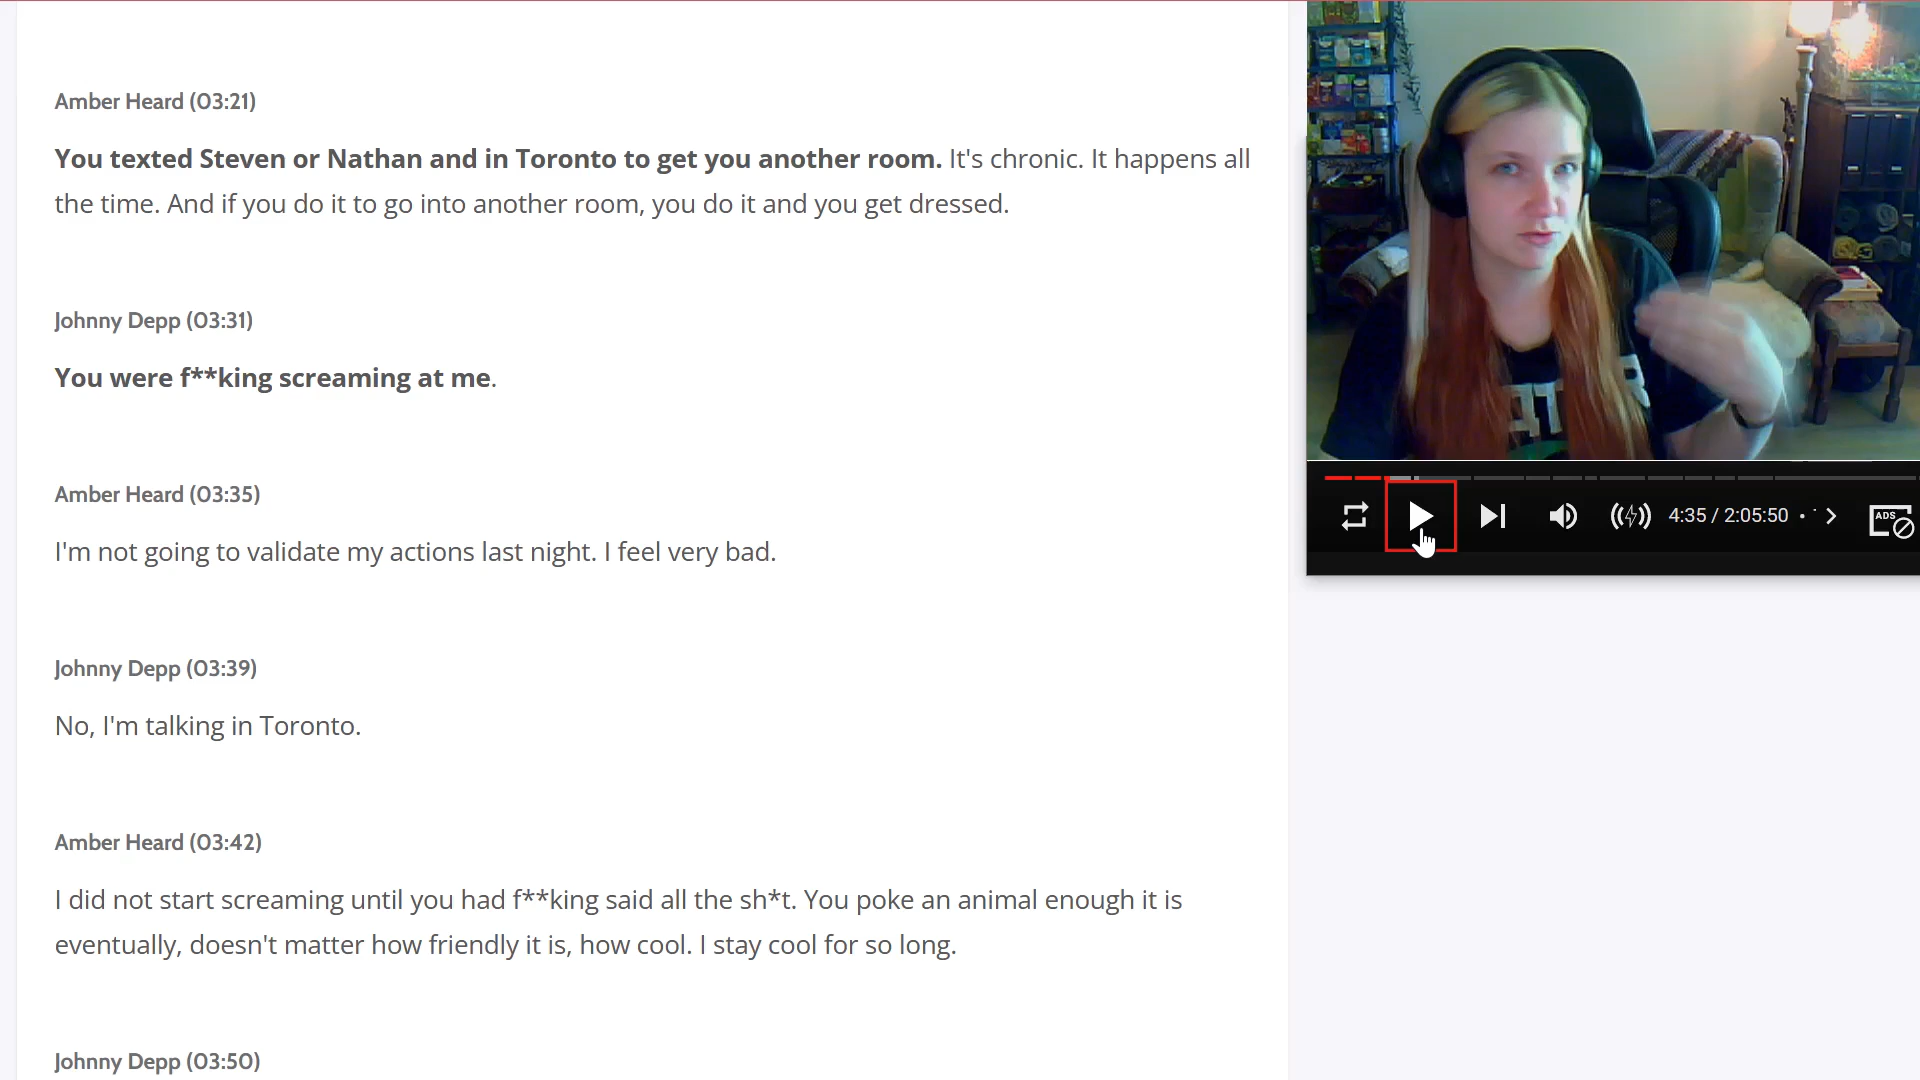 Amber Heard (03:21)
You texted Steven or Nathan and in Toronto to get you another room. It's chronic. It happens all
the time. And if you do it to go into another room, you do it and you get dressed.
Johnny Depp (03:31)
You were f**king screaming at me.
Amber Heard (03:35)
I'm not going to validate my actions last night. I feel very bad.
Johnny Depp (03:39)
No, I'm talking in Toronto.
Amber Heard (03:42)
I did not start screaming until you had f**king said all the sh*t. You poke an animal enough it is
eventually, doesn't matter how friendly it is, how cool. I stay cool for so long.
Johnny Depp (03:50)
4:35 / 2:05:50
ADS